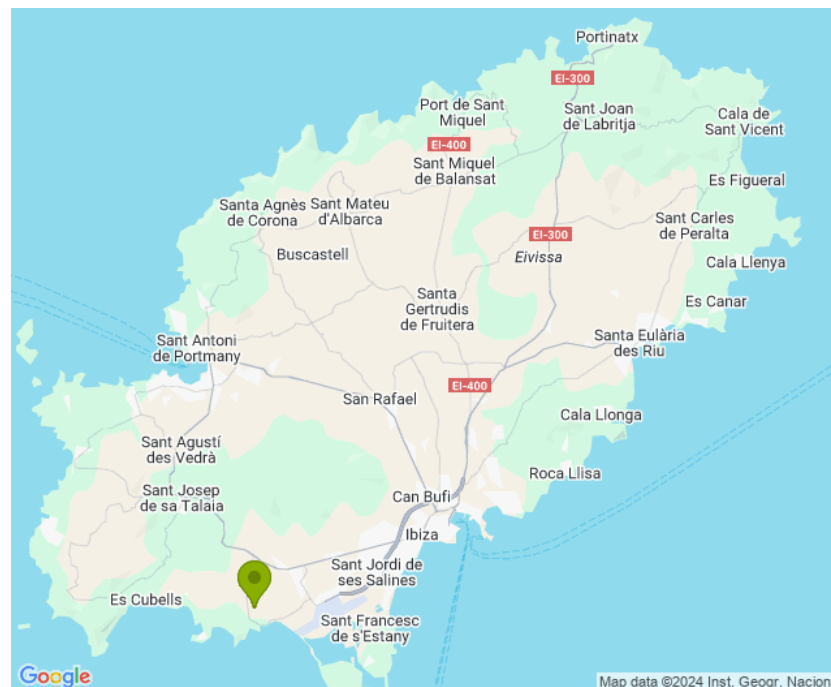 Portinatx
EI-300
Port de Sant
Miquel
Sant Joan
de Labritja
Cala de
Sant Vicent
EI-400
Sant Miquel
de Balansat
Es Figueral
Santa Agnès
de Corona
Sant Mateu
d'Albarca
Sant Carles
de Peralta
EI-300
Buscastell
Eivissa
Cala Llenya
Santa
Gertrudis
de Fruitera
Es Canar
Sant Antoni
de Portmany
Santa Eulària
des Riu
EI-400
San Rafael
Cala Llonga
Sant Agustí
des Vedrà
Roca Llisa
Sant Josep
de sa Talaia
Can Bufi
Ibiza
Sant Jordi de
ses Salines
Es Cubells
Sant Francesc
de s'Estany
Google
Map data ©2024 Inst. Geogr. Nacion